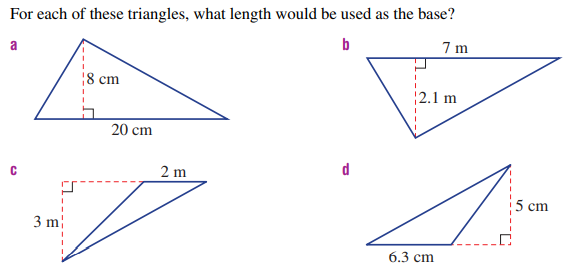 For each of these triangles, what length would be used as the base?
a
8 cm
20 cm
b
7 m
2.1 m
c
2 m
3 m
d
5 cm
6.3 cm